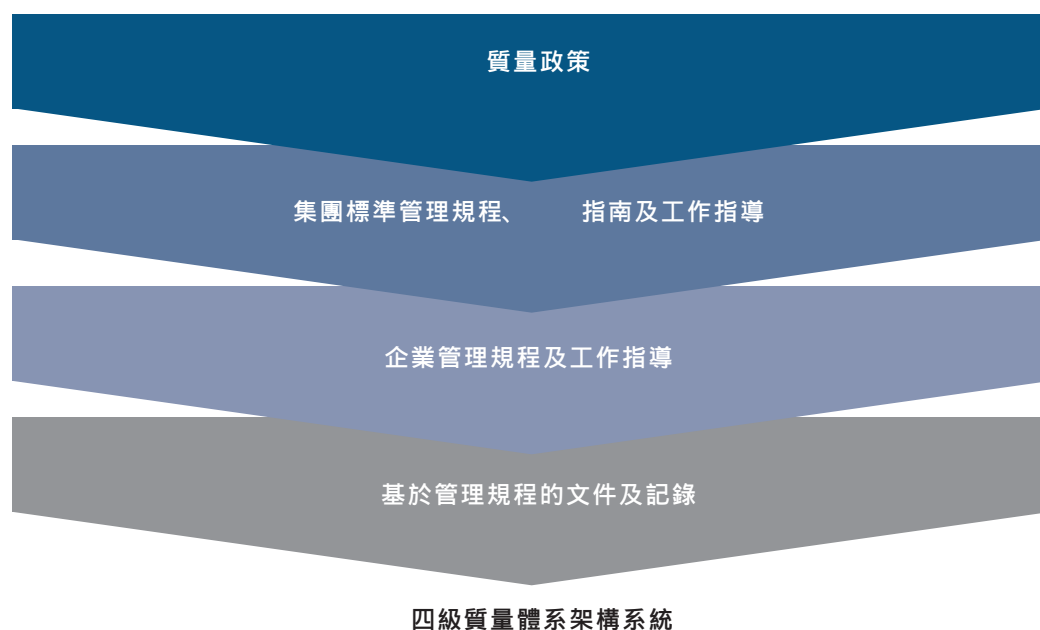 質量政策
集團標準管理規程、 指南及工作指導
企業管理規程及工作指導
基於管理規程的文件及記錄
四級質量體系架構系統